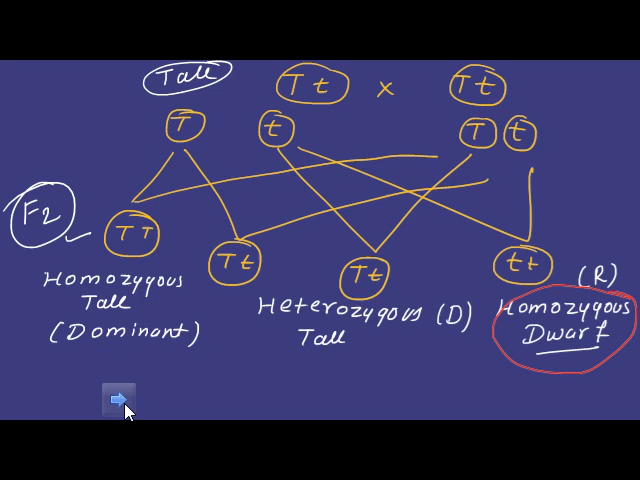 Tall
Tt x Tt
T t T t
F2
TT Tt Tt tt
(R)
Homozygous
Tall
(Dominant)
Heterozygous (D)
Tall
Homozygous
Dwarf